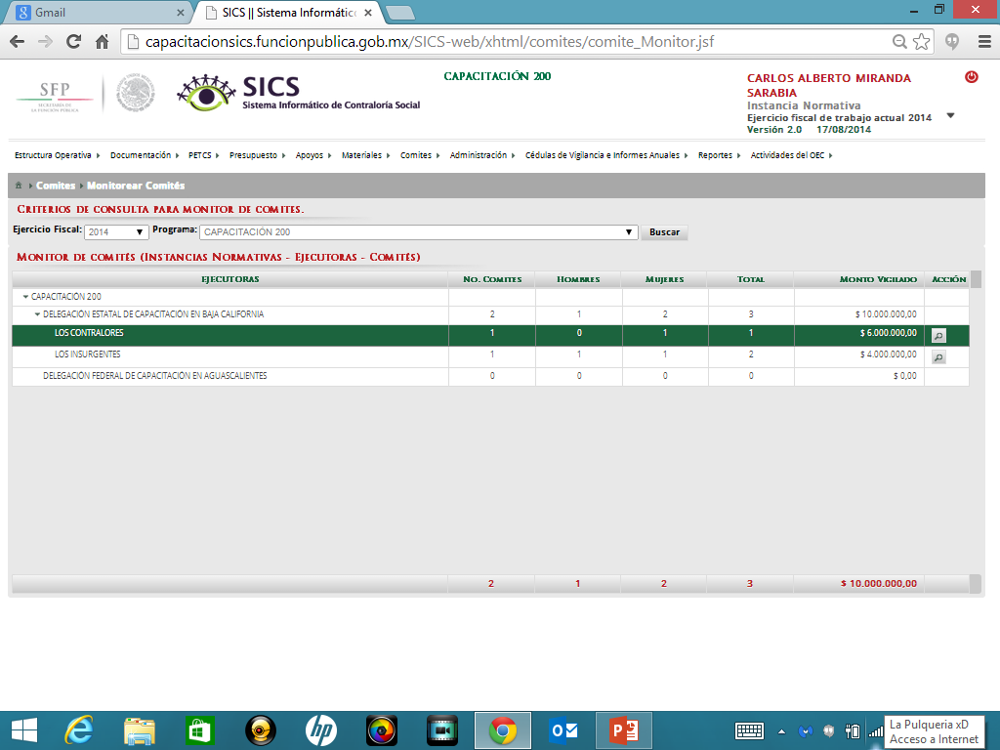 Gmail
SICS || Sistema Informátic
capacitacionsics.funcionpublica.gob.mx/SICS-web/xhtml/comites/comite_Monitor.jsf
SFP
SECRETARÍA DE
LA FUNCIÓN PÚBLICA
SICS
Sistema Informático de Contraloría Social
CAPACITACIÓN 200
CARLOS ALBERTO MIRANDA
SARABIA
Instancia Normativa
Ejercicio fiscal de trabajo actual 2014
Versión 2.0 17/08/2014
Estructura Operativa Documentación PETCS Presupuesto Apoyos Materiales Comites Administración Cédulas de Vigilancia e Informes Anuales Reportes Actividades del OEC
Comites Monitorear Comités
Criterios de consulta para monitor de comites.
Ejercicio Fiscal: 2014 Programa: CAPACITACIÓN 200 Buscar
Monitor de comités (Instancias Normativas - Ejecutoras - Comités)
Ejecutoras No. Comites Hombres Mujeres Total Monto Vigilado Acción
CAPACITACIÓN 200
DELEGACIÓN ESTATAL DE CAPACITACIÓN EN BAJA CALIFORNIA 2 1 2 3 $ 10.000.000,00
LOS CONTRALORES 1 0 1 1 $ 6.000.000,00
LOS INSURGENTES 1 1 1 2 $ 4.000.000,00
DELEGACIÓN FEDERAL DE CAPACITACIÓN EN AGUASCALIENTES 0 0 0 0 $ 0,00
2 1 2 3 $ 10.000.000,00
La Pulqueria xD
Acceso a Internet